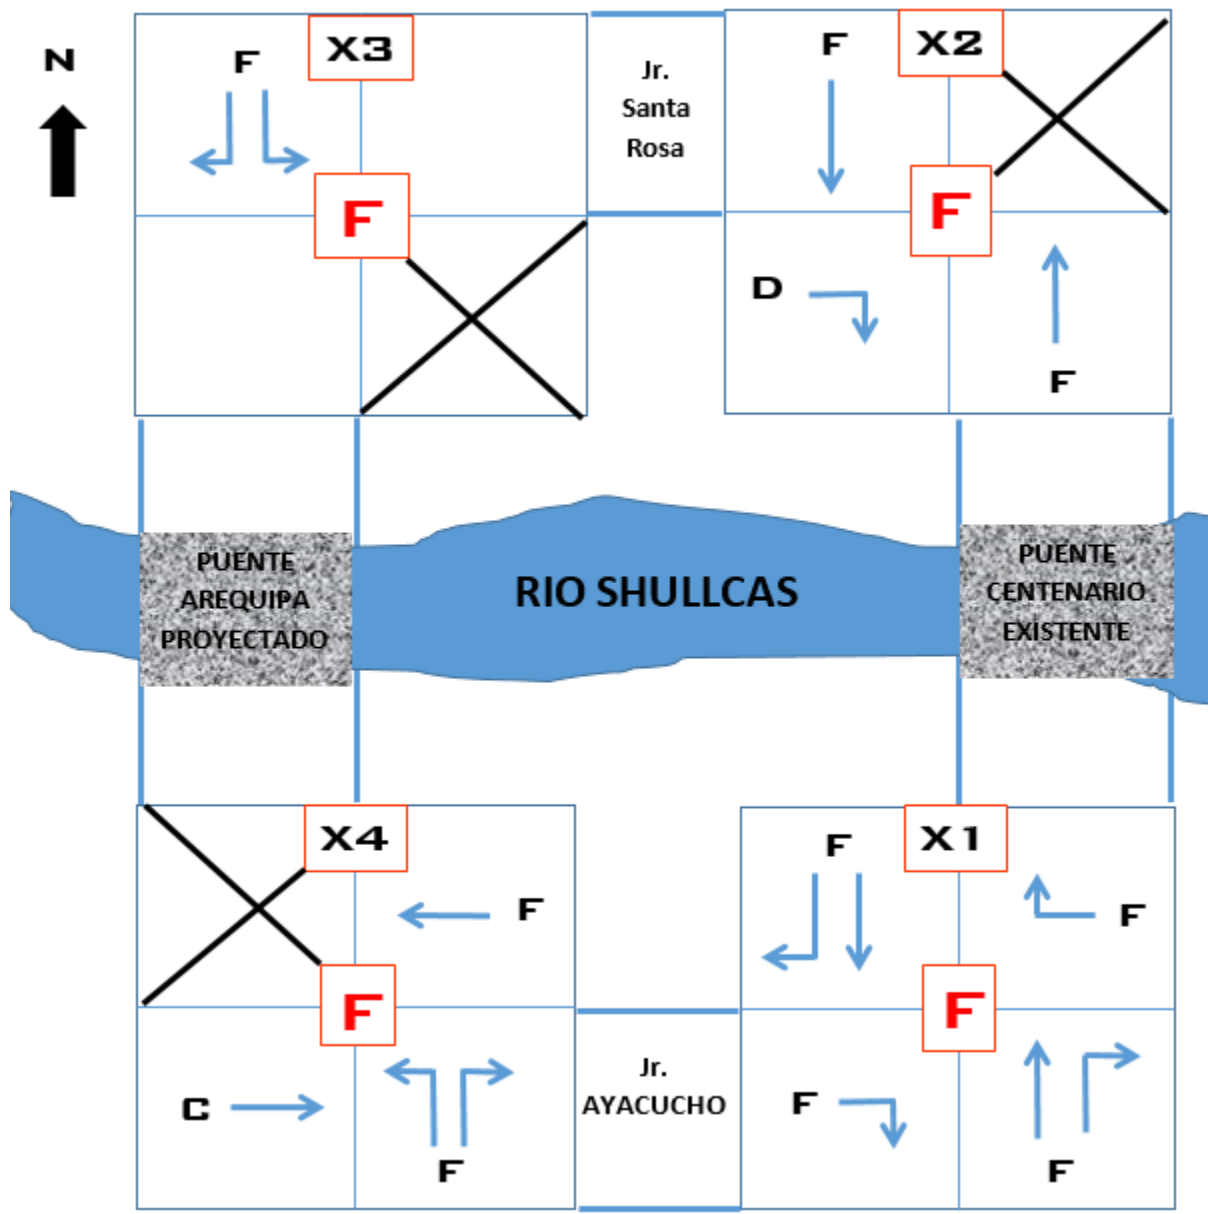 N
X3
F
F
Jr.
Santa
Rosa
X2
F
F
D
F
PUENTE
AREQUIPA
PROYECTADO
RIO SHULLCAS
PUENTE
CENTENARIO
EXISTENTE
X4
F
F
C
F
Jr.
AYACUCHO
X1
F
F
F
F
F